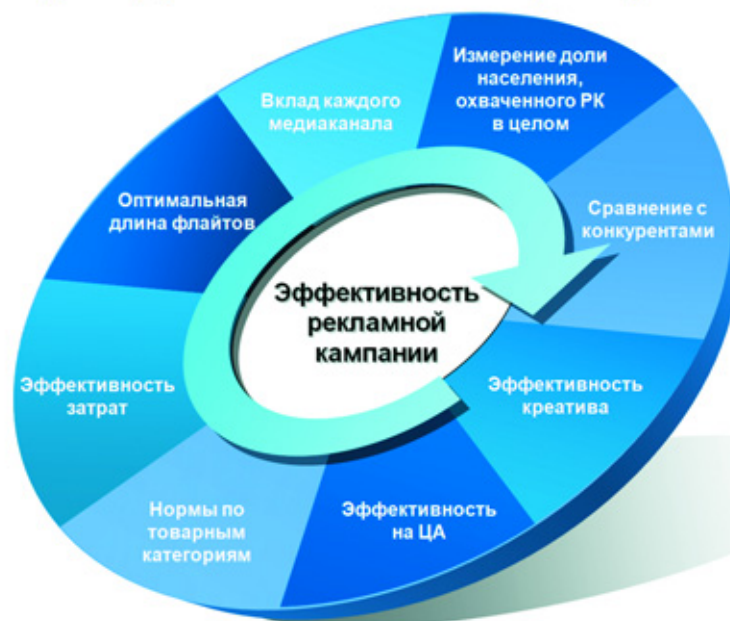 Измерение доли
населения,
охваченного РК
в целом
Вклад каждого
медиаканала
Оптимальная
длина флайтов
Сравнение с
конкурентами
Эффективность
рекламной
кампании
Эффективность
затрат
Эффективность
креатива
Нормы по
товарным
категориям
Эффективность
на ЦА